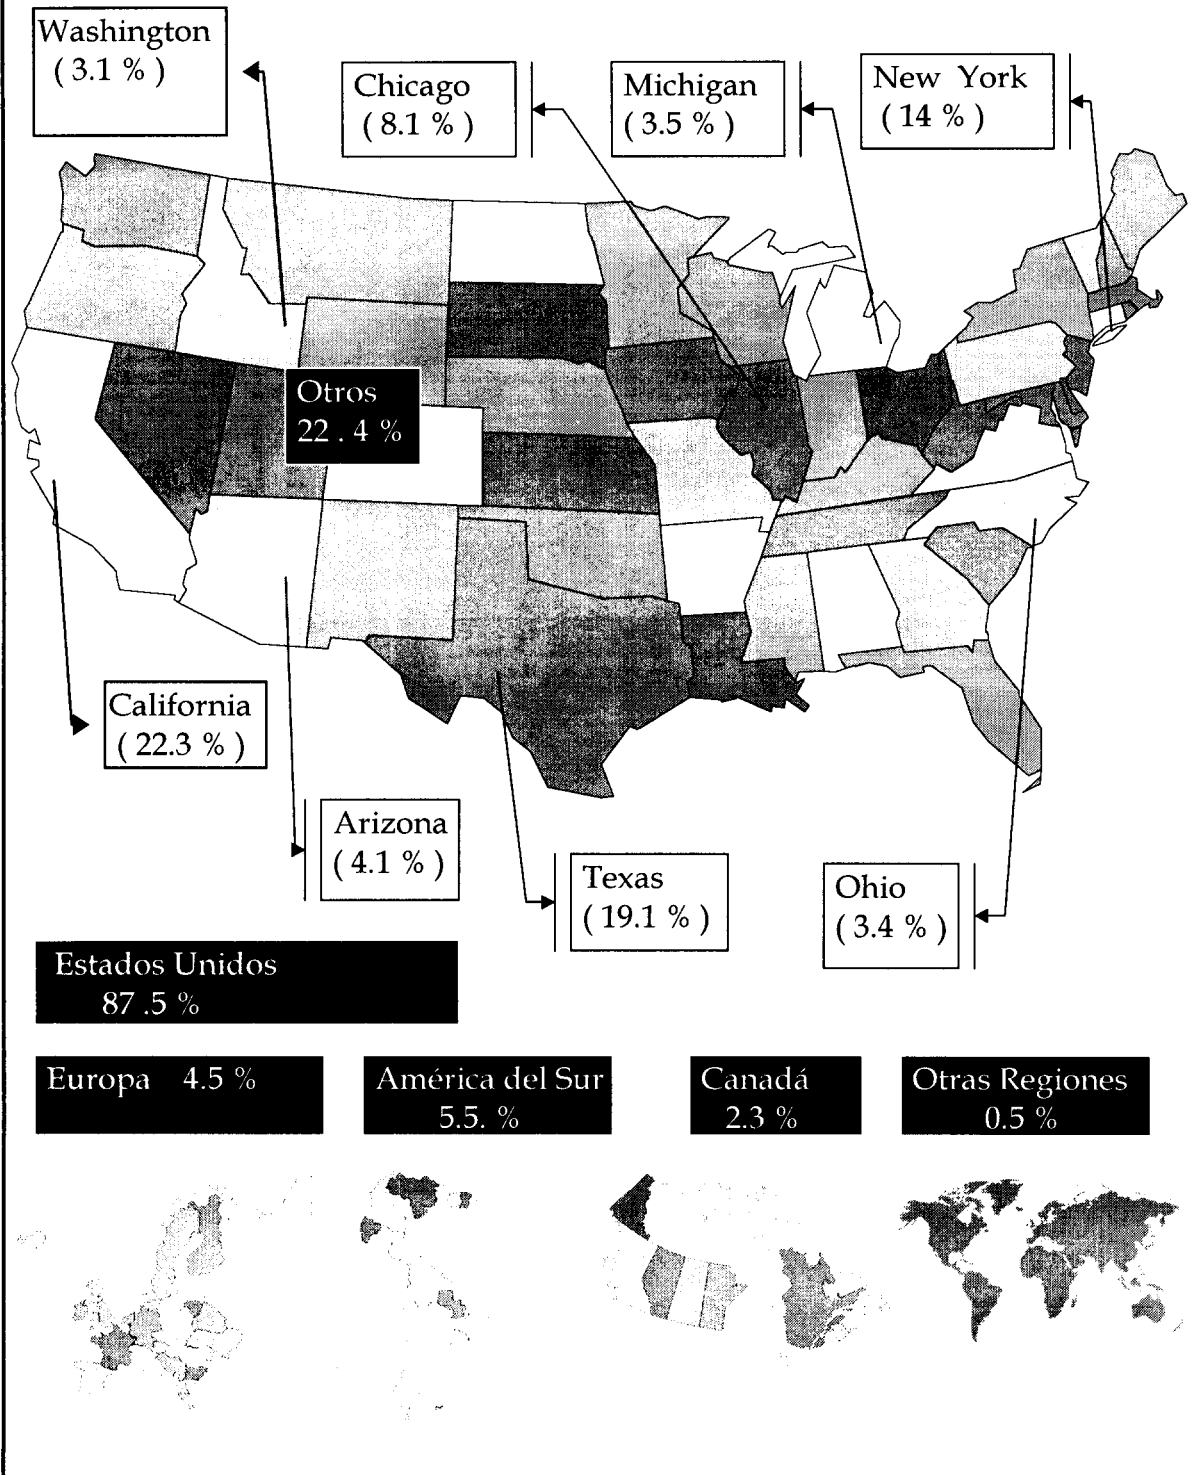 Washington
( 3.1 % )
Chicago
( 8.1 % )
Michigan
( 3.5 % )
New York
( 14 % )
Otros
22 . 4 %
California
( 22.3 % )
Arizona
( 4.1 % )
Texas
( 19.1 % )
Ohio
( 3.4 % )
Estados Unidos
87 .5 %
Europa 4.5 %
América del Sur
5.5. %
Canadá
2.3 %
Otras Regiones
0.5 %